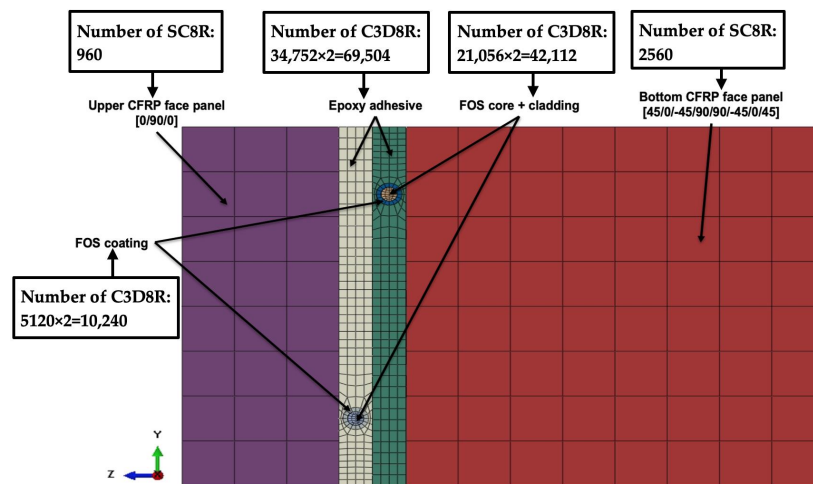 Number of SC8R:
960
Number of C3D8R:
34,752×2=69,504
Number of C3D8R:
21,056×2=42,112
Number of SC8R:
2560
Upper CFRP face panel
[0/90/0]
Epoxy adhesive
FOS core + cladding
Bottom CFRP face panel
[45/0/-45/90/90/-45/0/45]
FOS coating
Number of C3D8R:
5120×2=10,240
Y
Z
X